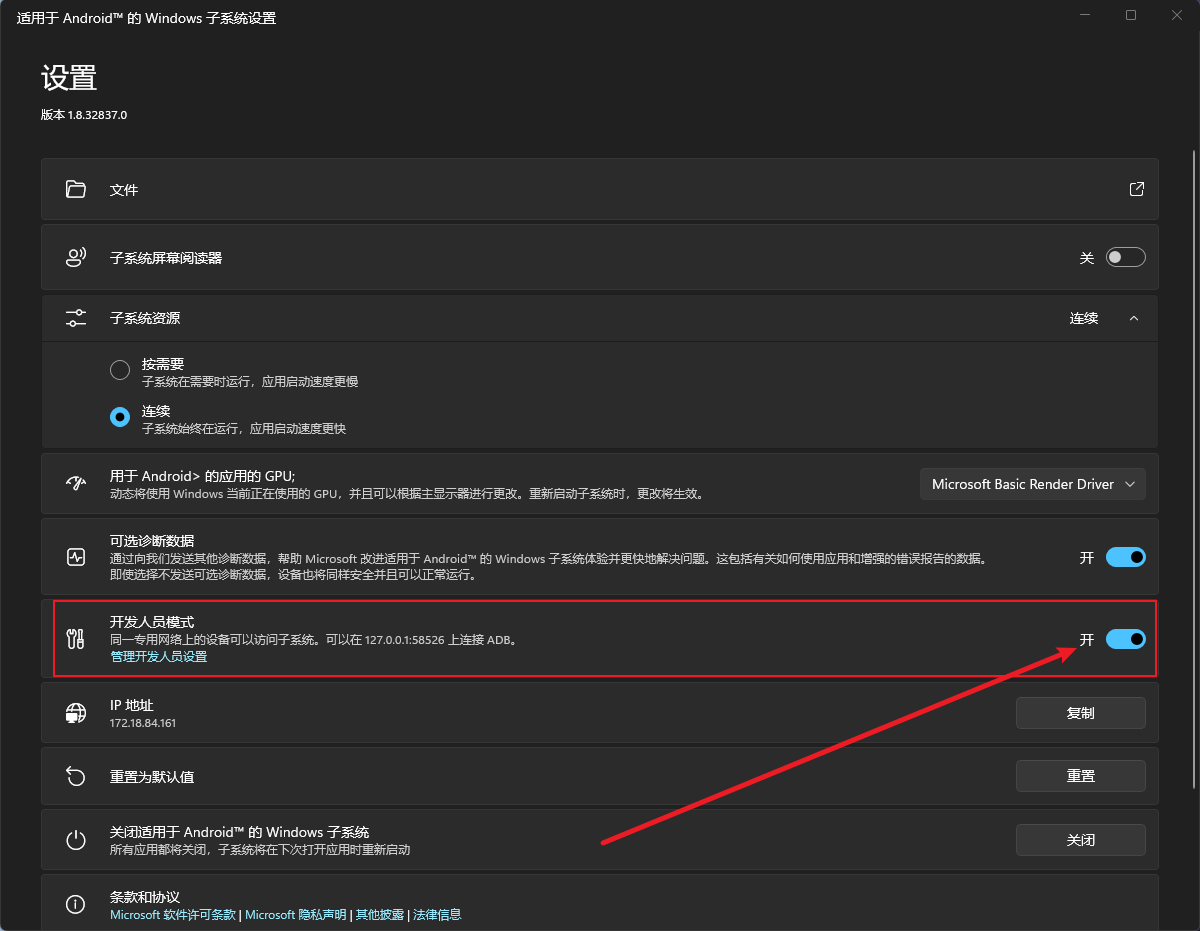 适用于 Android™ 的 Windows 子系统设置
设置
版本 1.8.32837.0
文件
子系统屏幕阅读器
关
子系统资源
连续
按需要
子系统在需要时运行，应用启动速度更慢
连续
子系统始终在运行，应用启动速度更快
用于 Android> 的应用的 GPU;
动态将使用 Windows 当前正在使用的 GPU，并且可以根据主显示器进行更改。重新启动子系统时，更改将生效。
Microsoft Basic Render Driver
可选诊断数据
通过向我们发送其他诊断数据，帮助 Microsoft 改进适用于 Android™ 的 Windows 子系统体验并更快地解决问题。这包括有关如何使用应用和增强的错误报告的数据。
即使选择不发送可选诊断数据，设备也将同样安全并且可以正常运行。
开
开发人员模式
同一专用网络上的设备可以访问子系统。可以在 127.0.0.1:58526 上连接 ADB。
管理开发人员设置
开
IP 地址
172.18.84.161
复制
重置为默认值
重置
关闭适用于 Android™ 的 Windows 子系统
所有应用都将关闭，子系统将在下次打开应用时重新启动
关闭
条款和协议
Microsoft 软件许可条款 | Microsoft 隐私声明 | 其他披露 | 法律信息